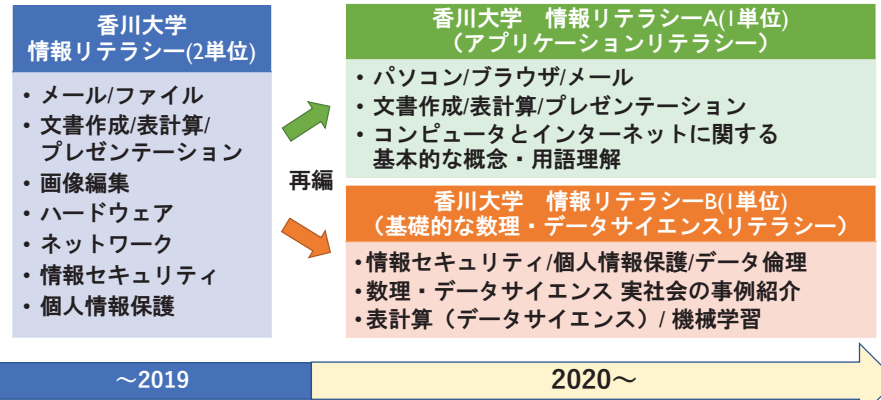 香川大学
情報リテラシー(2単位)
・メール/ファイル
・文書作成/表計算/
プレゼンテーション
・画像編集
・ハードウェア
・ネットワーク
・情報セキュリティ
・個人情報保護
再編
香川大学　情報リテラシーA(1単位)
（アプリケーションリテラシー）
・パソコン/ブラウザ/メール
・文書作成/表計算/プレゼンテーション
・コンピュータとインターネットに関する
基本的な概念・用語理解
香川大学　情報リテラシーB(1単位)
（基礎的な数理・データサイエンスリテラシー）
・情報セキュリティ/個人情報保護/データ倫理
・数理・データサイエンス 実社会の事例紹介
・表計算（データサイエンス）/ 機械学習
～2019
2020～